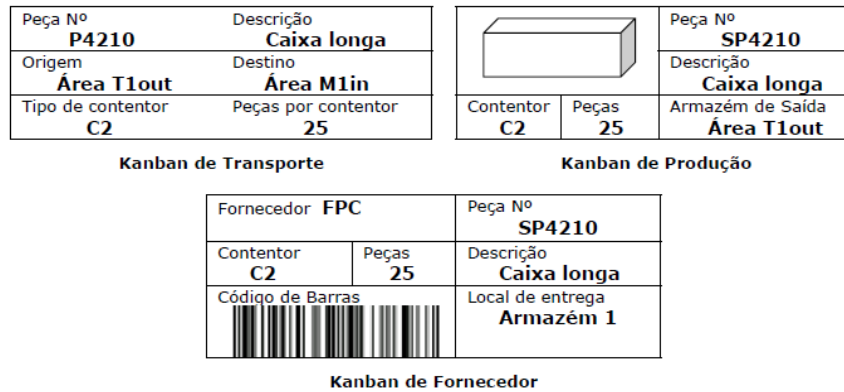 Peça Nº
P4210
Descrição
Caixa longa
Origem
Área T1out
Destino
Área M1in
Tipo de contentor
C2
Peças por contentor
25
Kanban de Transporte
Peça Nº
SP4210
Descrição
Caixa longa
Contentor
C2
Peças
25
Armazém de Saída
Área T1out
Kanban de Produção
Fornecedor FPC
Peça Nº
SP4210
Contentor
C2
Peças
25
Descrição
Caixa longa
Código de Barras
Local de entrega
Armazém 1
Kanban de Fornecedor